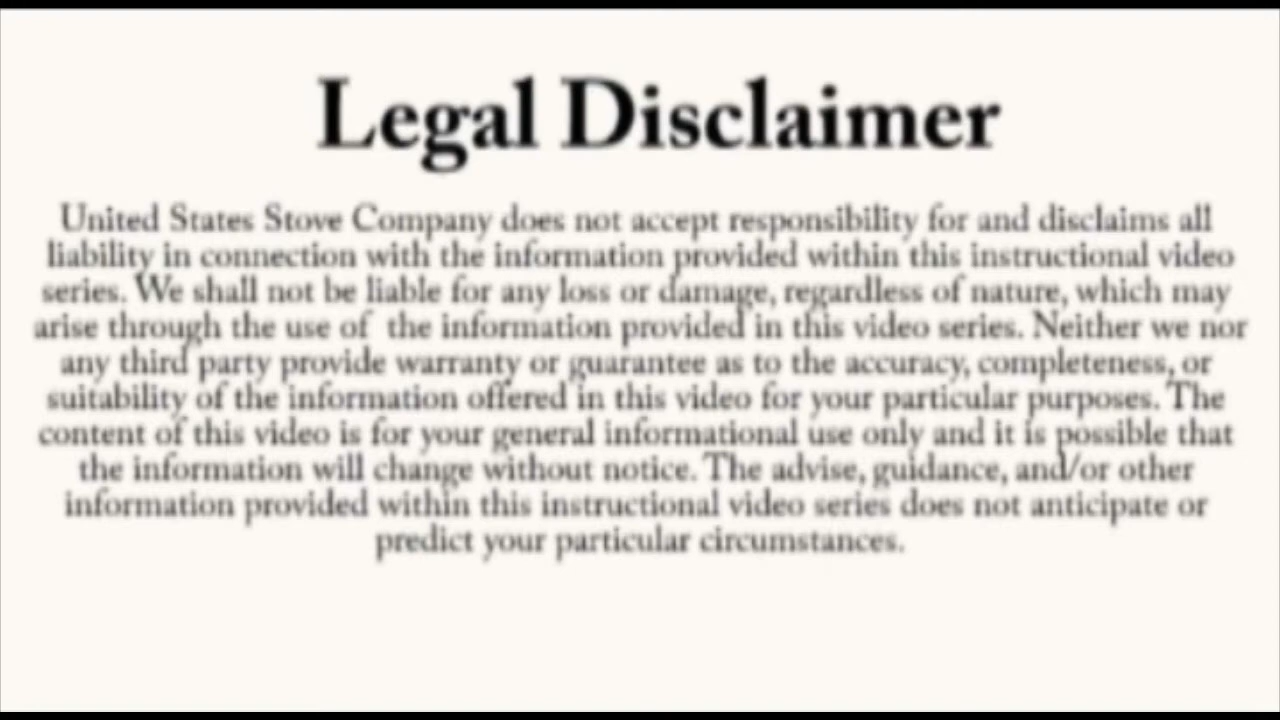 Legal Disclaimer
United States Stove Company does not accept responsibility for and disclaims all
liability in connection with the information provided within this instructional video
series. We shall not be liable for any loss or damage, regardless of nature, which may
arise through the use of the information provided in this video series. Neither we nor
any third party provide warranty or guarantee as to the accuracy, completeness, or
suitability of the information offered in this video for your particular purposes. The
content of this video is for your general informational use only and it is possible that
the information will change without notice. The advise, guidance, and/or other
information provided within this instructional video series does not anticipate or
predict your particular circumstances.